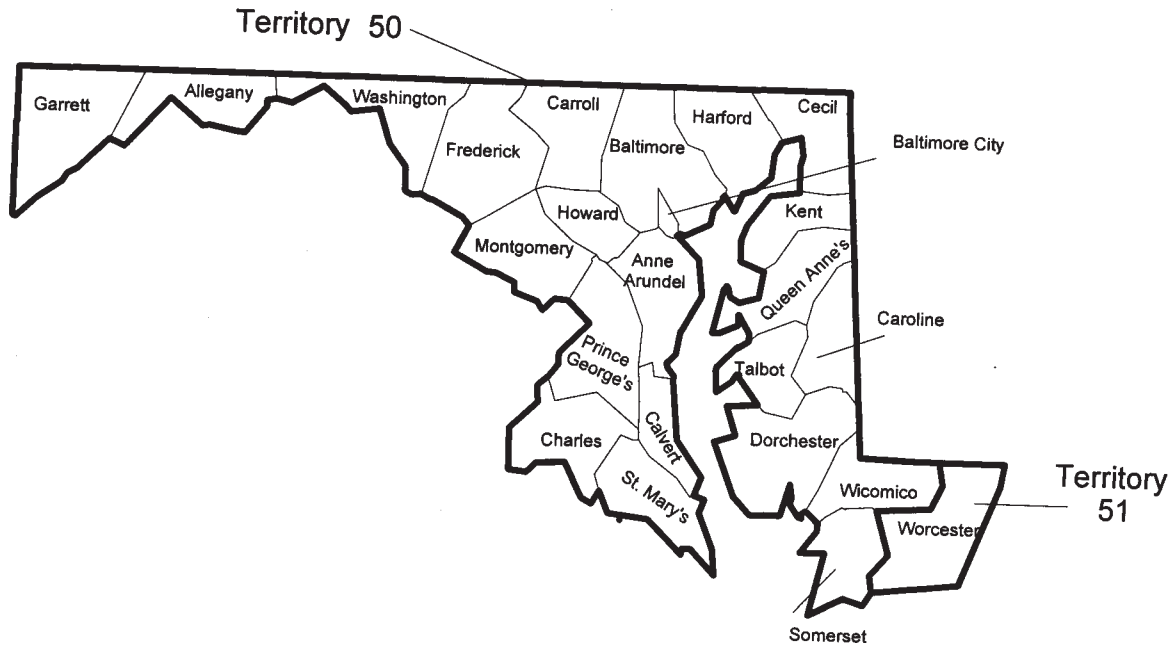 Territory 50
Garrett
Allegany
Washington
Frederick
Carroll
Baltimore
Harford
Cecil
Baltimore City
Howard
Montgomery
Anne
Arundel
Kent
Queen Anne's
Caroline
Talbot
Prince
George's
Calvert
Charles
St. Mary's
Dorchester
Wicomico
Worcester
Somerset
Territory
51